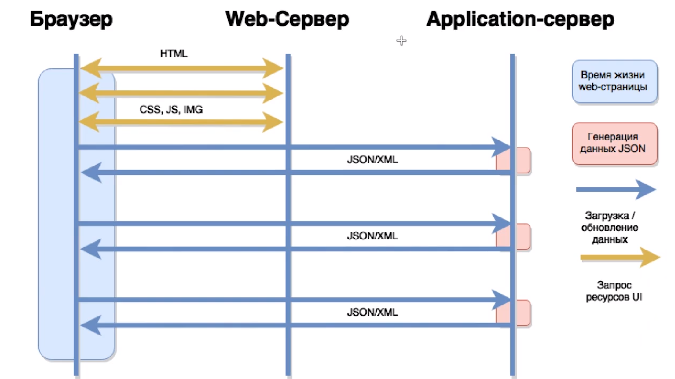 Браузер
Web-Сервер
Application-сервер
HTML
CSS, JS, IMG
JSON/XML
JSON/XML
JSON/XML
Время жизни
web-страницы
Генерация
данных JSON
Загрузка /
обновление
данных
Запрос
ресурсов UI